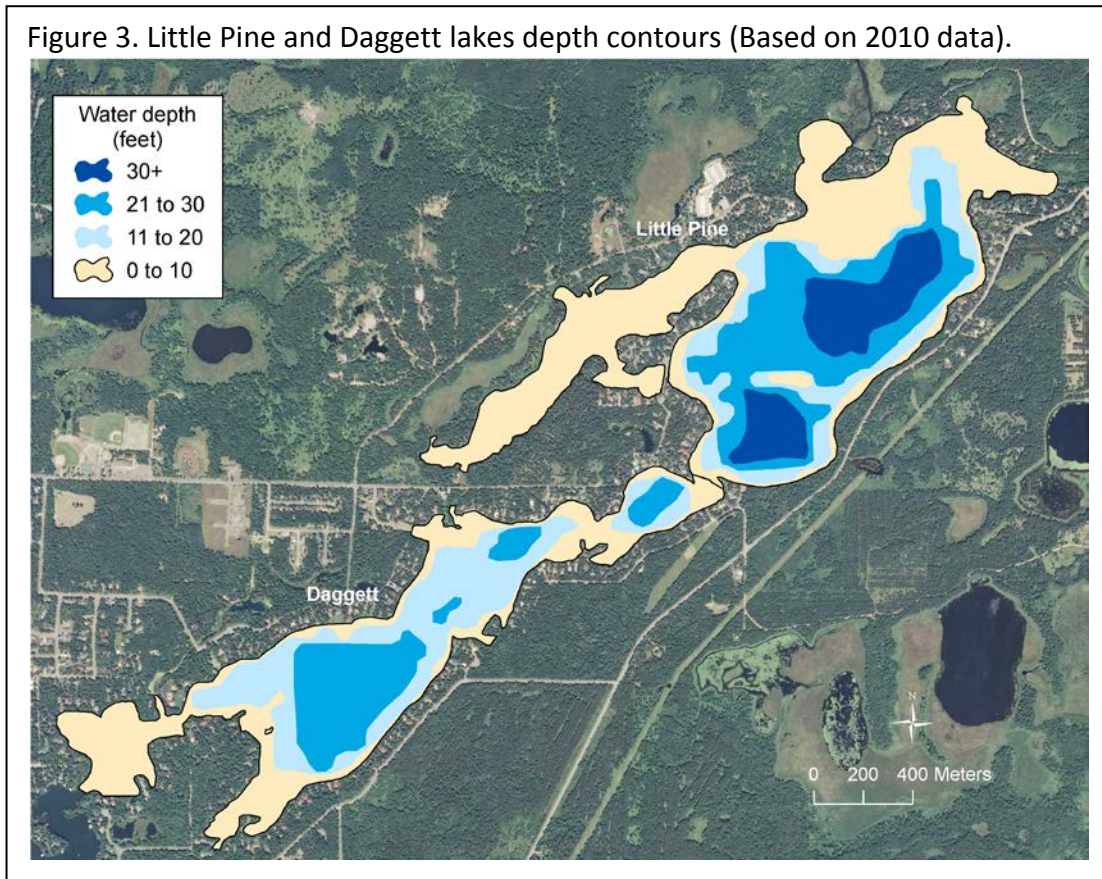 Figure 3. Little Pine and Daggett lakes depth contours (Based on 2010 data).
Water depth
(feet)
30+
21 to 30
11 to 20
0 to 10
Little Pine
Daggett
N
0 200 400 Meters